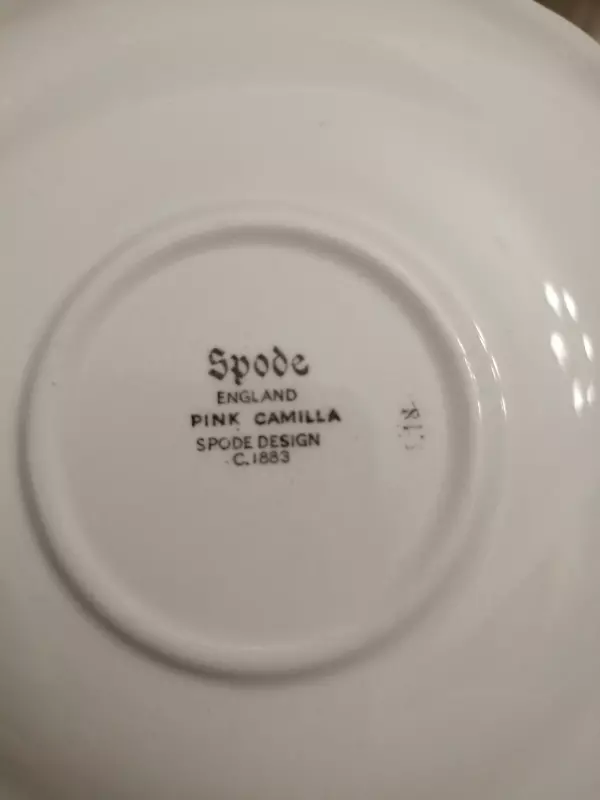 Spode
ENGLAND
PINK CAMILLA
SPODE DESIGN
C.1883